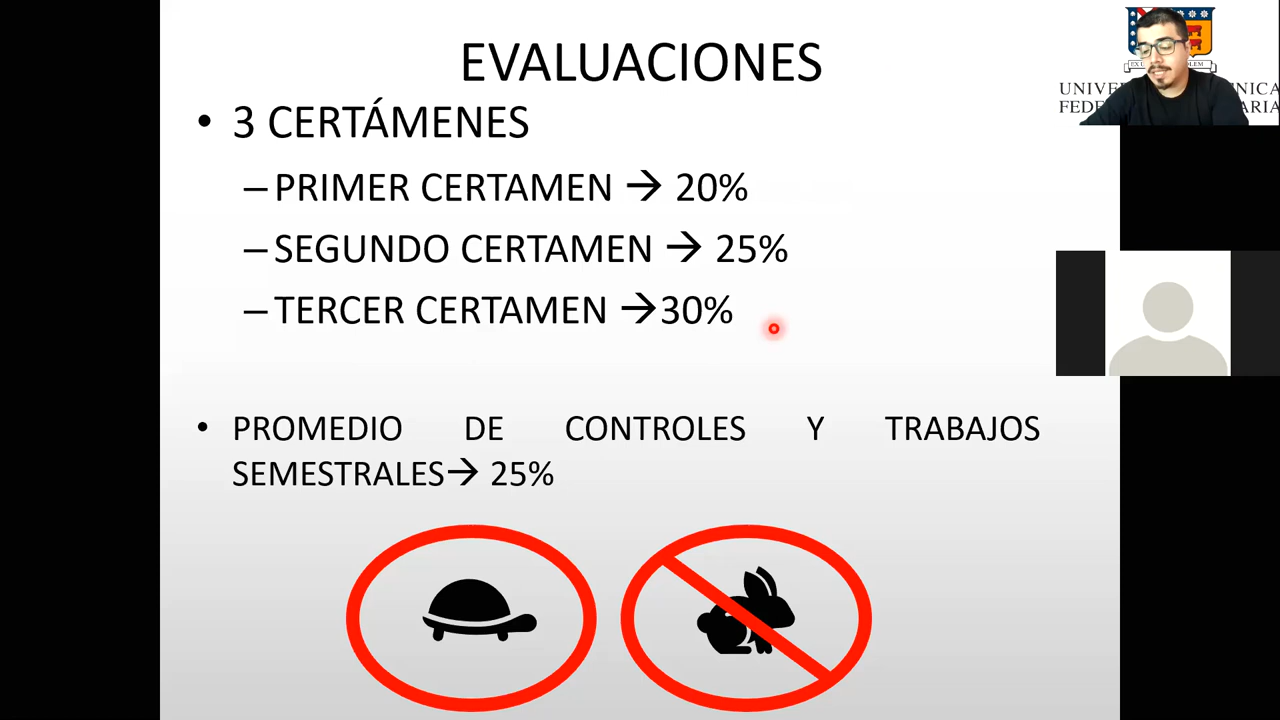 EVALUACIONES
• 3 CERTÁMENES
– PRIMER CERTAMEN → 20%
– SEGUNDO CERTAMEN → 25%
– TERCER CERTAMEN →30%
• PROMEDIO DE CONTROLES Y TRABAJOS
SEMESTRALES→ 25%